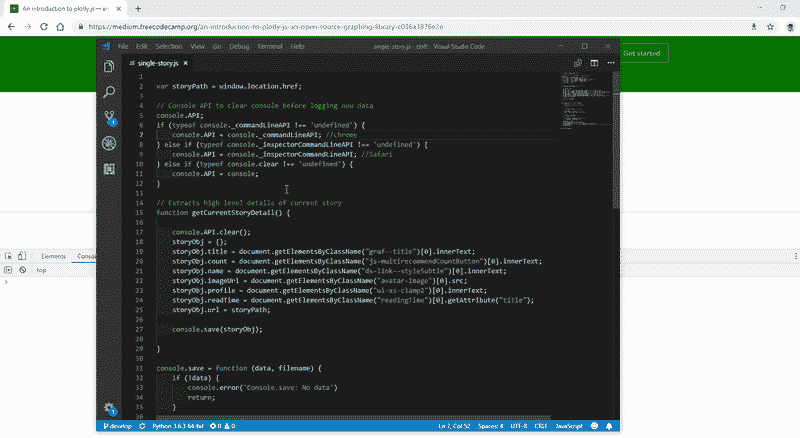 An introduction to plotly.js — an
https://medium.freecodecamp.org/an-introduction-to-plotly-js-an-open-source-graphing-library-c036a1876e2e
Get started
File Edit Selection View Go Debug Terminal Help
single-story.js - dnft - Visual Studio Code
single-story.js
1
2 var storyPath = window.location.href;
3
4 // Console API to clear console before logging new data
5 console.API;
6 if (typeof console._commandLineAPI !== 'undefined') {
7 console.API = console._commandLineAPI; //chrome
8 } else if (typeof console._inspectorCommandLineAPI !== 'undefined') {
9 console.API = console._inspectorCommandLineAPI; //Safari
10 } else if (typeof console.clear !== 'undefined') {
11 console.API = console;
12 }
13
14 // Extracts high level details of current story
15 function getCurrentStoryDetail() {
16
17 console.API.clear();
18 storyObj = {};
19 storyObj.title = document.getElementsByClassName("graf--title")[0].innerText;
20 storyObj.count = document.getElementsByClassName("js-multirecommendCountButton")[0].innerText;
21 storyObj.name = document.getElementsByClassName("ds-link--styleSubtle")[0].innerText;
22 storyObj.imageUrl = document.getElementsByClassName("avatar-image")[0].src;
23 storyObj.profile = document.getElementsByClassName("ui-xs-clamp2")[0].innerText;
24 storyObj.readTime = document.getElementsByClassName("readingTime")[0].getAttribute("title");
25 storyObj.url = storyPath;
26
27 console.save(storyObj);
28
29 }
30
31 console.save = function (data, filename) {
32 if (!data) {
33 console.error('Console.save: No data')
34 return;
35 }
Elements Console
top
develop Python 3.6.3 64-bit 0 0 Ln 7, Col 52 Spaces: 4 UTF-8 CRLF JavaScript